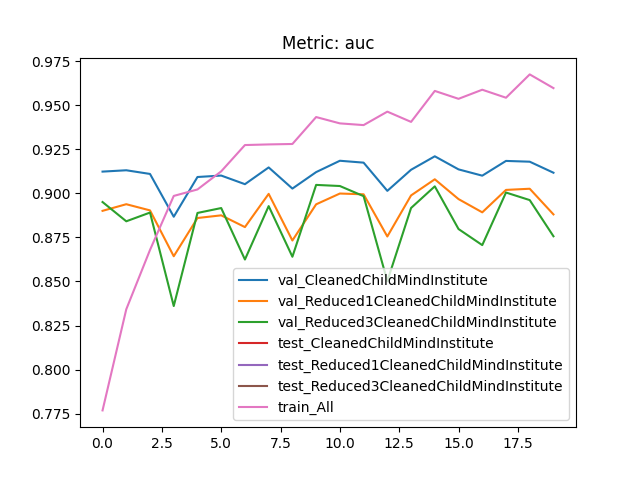 Metric: auc
0.975
0.950
0.925
0.900
0.875
0.850
0.825
0.800
0.775
val_CleanedChildMindInstitute
val_Reduced1CleanedChildMindInstitute
val_Reduced3CleanedChildMindInstitute
test_CleanedChildMindInstitute
test_Reduced1CleanedChildMindInstitute
test_Reduced3CleanedChildMindInstitute
train_All
0.0 2.5 5.0 7.5 10.0 12.5 15.0 17.5